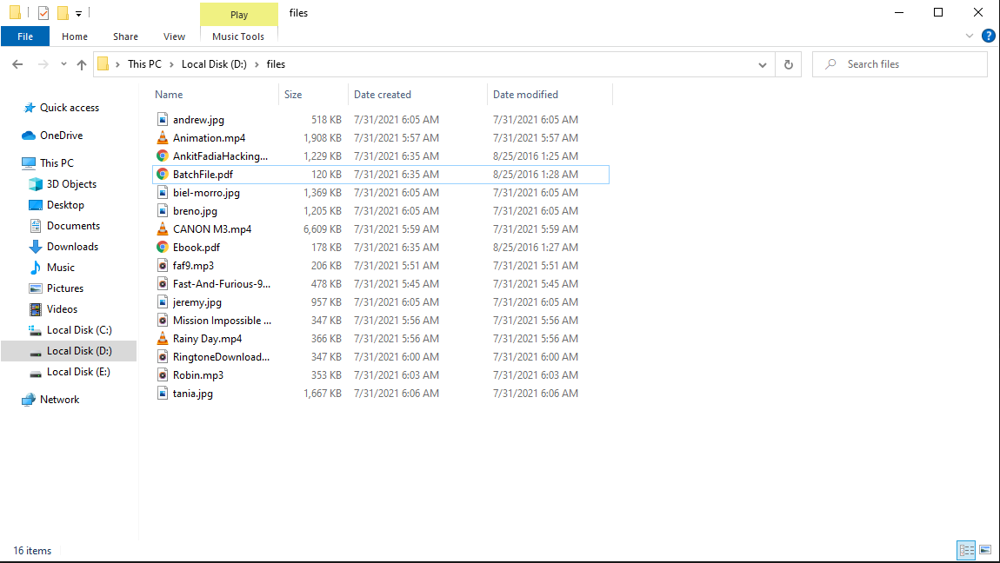 Play
files
File
Home
Share
View
Music Tools
This PC
Local Disk (D:)
files
Search files
Quick access
OneDrive
This PC
3D Objects
Desktop
Documents
Downloads
Music
Pictures
Videos
Local Disk (C:)
Local Disk (D:)
Local Disk (E:)
Network
Name Size Date created Date modified
andrew.jpg 518 KB 7/31/2021 6:05 AM 7/31/2021 6:05 AM
Animation.mp4 1,908 KB 7/31/2021 5:57 AM 7/31/2021 5:57 AM
AnkitFadiaHacking... 1,229 KB 7/31/2021 6:35 AM 8/25/2016 1:25 AM
BatchFile.pdf 120 KB 7/31/2021 6:35 AM 8/25/2016 1:28 AM
biel-morro.jpg 1,369 KB 7/31/2021 6:05 AM 7/31/2021 6:05 AM
breno.jpg 1,205 KB 7/31/2021 6:05 AM 7/31/2021 6:05 AM
CANON M3.mp4 6,609 KB 7/31/2021 5:59 AM 7/31/2021 5:59 AM
Ebook.pdf 178 KB 7/31/2021 6:35 AM 8/25/2016 1:27 AM
faf9.mp3 206 KB 7/31/2021 5:51 AM 7/31/2021 5:51 AM
Fast-And-Furious-9... 478 KB 7/31/2021 5:45 AM 7/31/2021 5:45 AM
jeremy.jpg 957 KB 7/31/2021 6:05 AM 7/31/2021 6:05 AM
Mission Impossible ... 347 KB 7/31/2021 5:56 AM 7/31/2021 5:56 AM
Rainy Day.mp4 366 KB 7/31/2021 5:56 AM 7/31/2021 5:56 AM
RingtoneDownload... 347 KB 7/31/2021 6:00 AM 7/31/2021 6:00 AM
Robin.mp3 353 KB 7/31/2021 6:03 AM 7/31/2021 6:03 AM
tania.jpg 1,667 KB 7/31/2021 6:06 AM 7/31/2021 6:06 AM
16 items